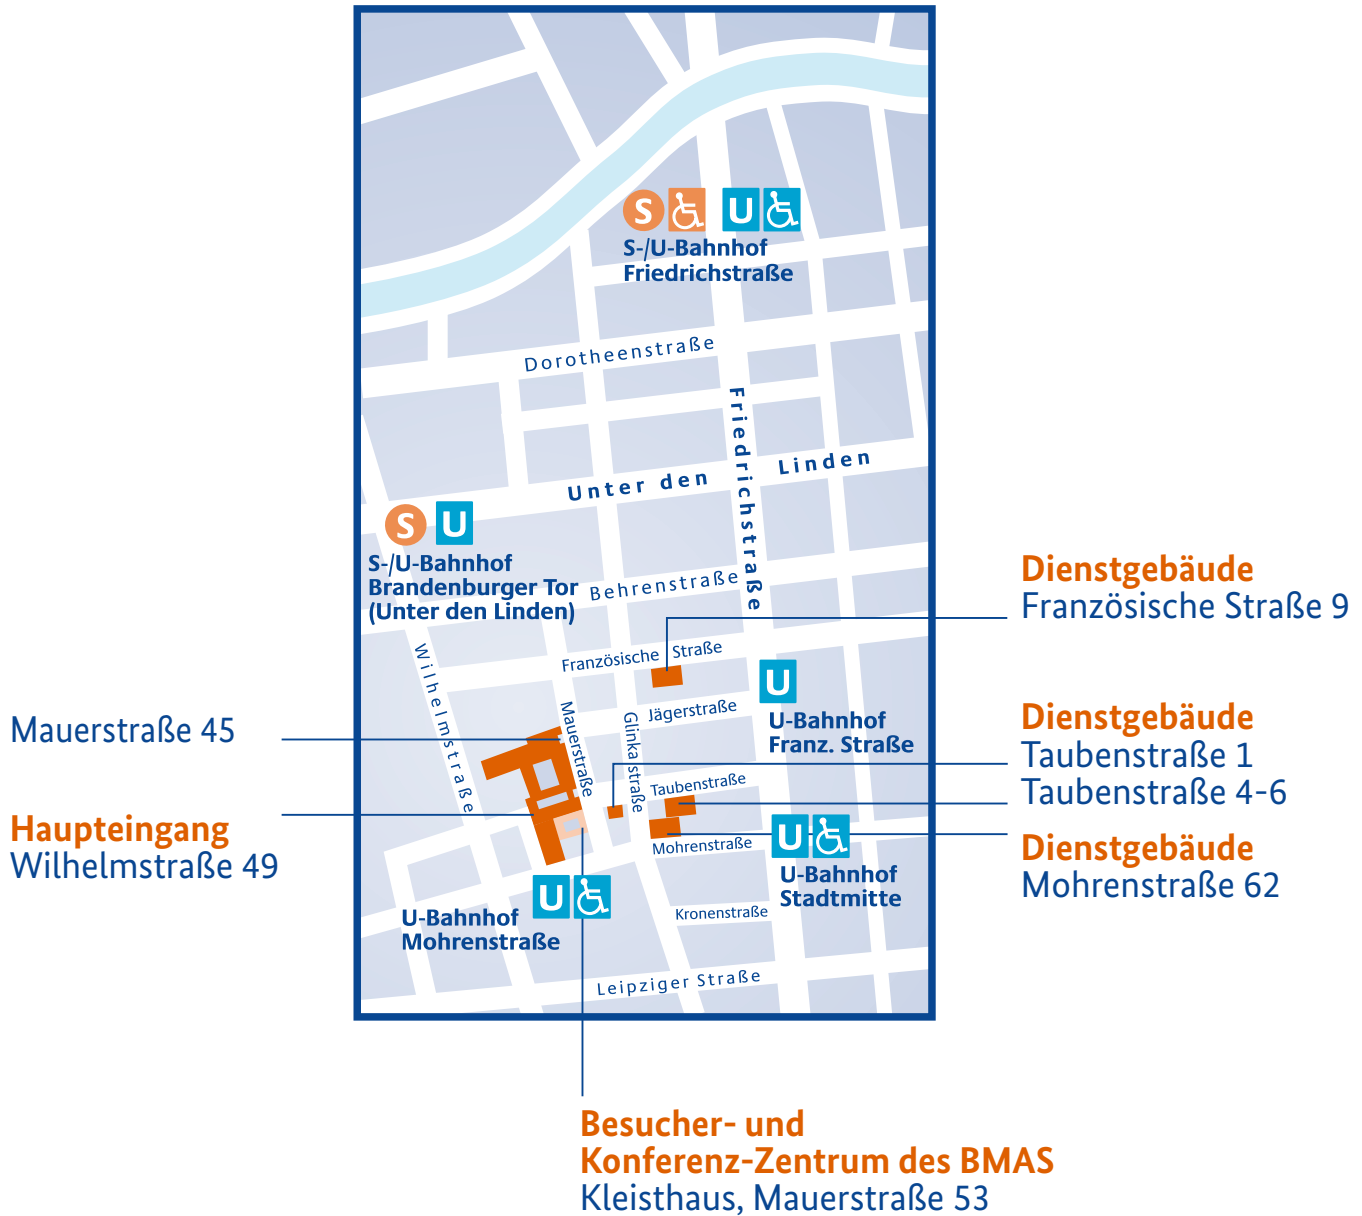 S U
S-/U-Bahnhof
Friedrichstraße
Dorotheenstraße
Friedrichstraße
Unter den Linden
S U
S-/U-Bahnhof
Brandenburger Tor
(Unter den Linden)
Behrenstraße
Dienstgebäude
Französische Straße 9
Französische Straße
Wilhelmstraße
U
U-Bahnhof
Franz. Straße
Jägerstraße
Mauerstraße
Glinkastraße
Mauerstraße 45
Dienstgebäude
Taubenstraße 1
Taubenstraße 4-6
Taubenstraße
Haupteingang
Wilhelmstraße 49
Mohrenstraße
U
U-Bahnhof
Stadtmitte
Dienstgebäude
Mohrenstraße 62
U
U-Bahnhof
Mohrenstraße
Kronenstraße
Leipziger Straße
Besucher- und
Konferenz-Zentrum des BMAS
Kleisthaus, Mauerstraße 53